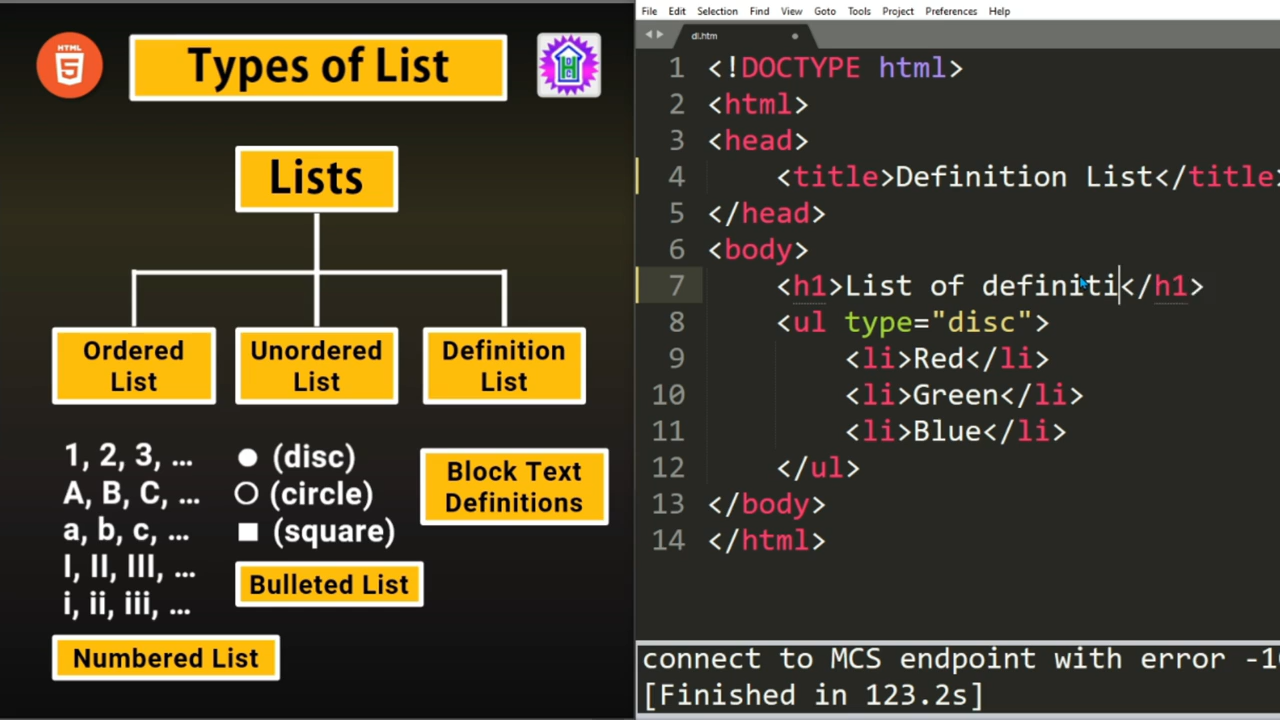 HTML
5
Types of List
Lists
Ordered
List
Unordered
List
Definition
List
1, 2, 3, ...
A, B, C, ...
a, b, c, ...
I, II, III, ...
i, ii, iii, ...
Numbered List
(disc)
(circle)
(square)
Bulleted List
Block Text
Definitions
File Edit Selection Find View Goto Tools Project Preferences Help
dl.htm
1 <!DOCTYPE html>
2 <html>
3 <head>
4 <title>Definition List</title>
5 </head>
6 <body>
7 <h1>List of definiti</h1>
8 <ul type="disc">
9 <li>Red</li>
10 <li>Green</li>
11 <li>Blue</li>
12 </ul>
13 </body>
14 </html>
connect to MCS endpoint with error -1
[Finished in 123.2s]